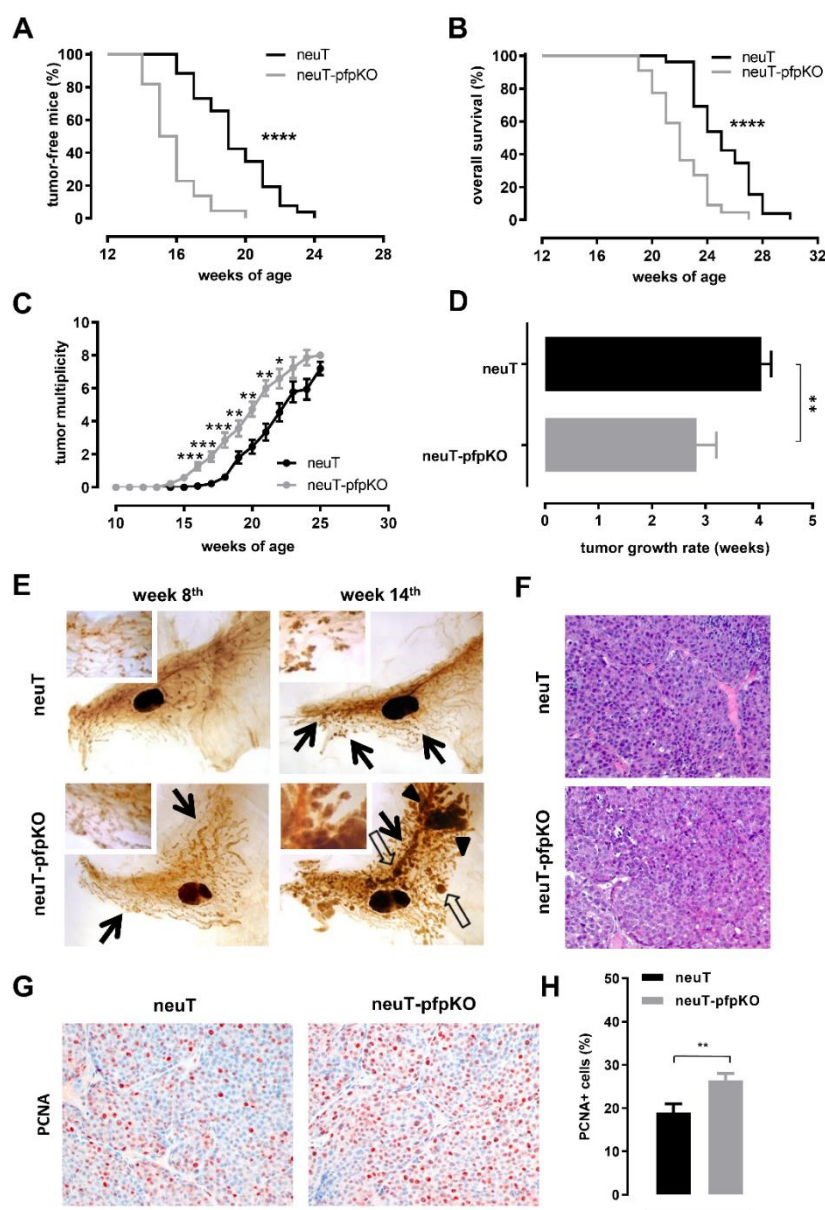 A
neuT
neuT-pfpKO
tumor-free mice (%)
100
80
60
40
20
0
****
12 16 20 24 28
weeks of age
B
neuT
neuT-pfpKO
overall survival (%)
100
80
60
40
20
0
****
12 16 20 24 28 32
weeks of age
C
tumor multiplicity
10
8
6
4
2
0
***
***
***
**
**
**
*
neuT
neuT-pfpKO
10 15 20 25 30
weeks of age
D
neuT
neuT-pfpKO
**
0 1 2 3 4 5
tumor growth rate (weeks)
E
week 8th
week 14th
neuT
neuT-pfpKO
F
neuT
neuT-pfpKO
G
neuT
neuT-pfpKO
PCNA
H
neuT
neuT-pfpKO
PCNA+ cells (%)
50
40
30
20
10
0
**